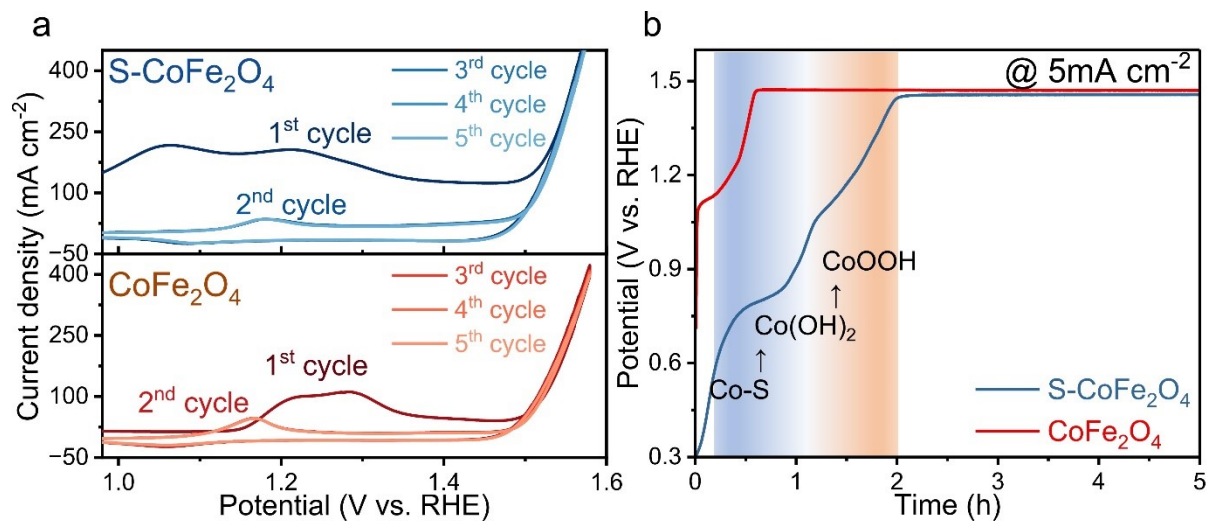 a
S-CoFe₂O₄
1ˢᵗ cycle
2ⁿᵈ cycle
3ʳᵈ cycle
4ᵗʰ cycle
5ᵗʰ cycle
400
250
100
−50
CoFe₂O₄
1ˢᵗ cycle
2ⁿᵈ cycle
3ʳᵈ cycle
4ᵗʰ cycle
5ᵗʰ cycle
400
250
100
−50
Current density (mA cm⁻²)
1.0 1.2 1.4 1.6
Potential (V vs. RHE)
b
@ 5mA cm⁻²
1.5
1.2
0.9
0.6
0.3
Potential (V vs. RHE)
CoOOH
↑
Co(OH)₂
↑
Co-S
S-CoFe₂O₄
CoFe₂O₄
0 1 2 3 4 5
Time (h)